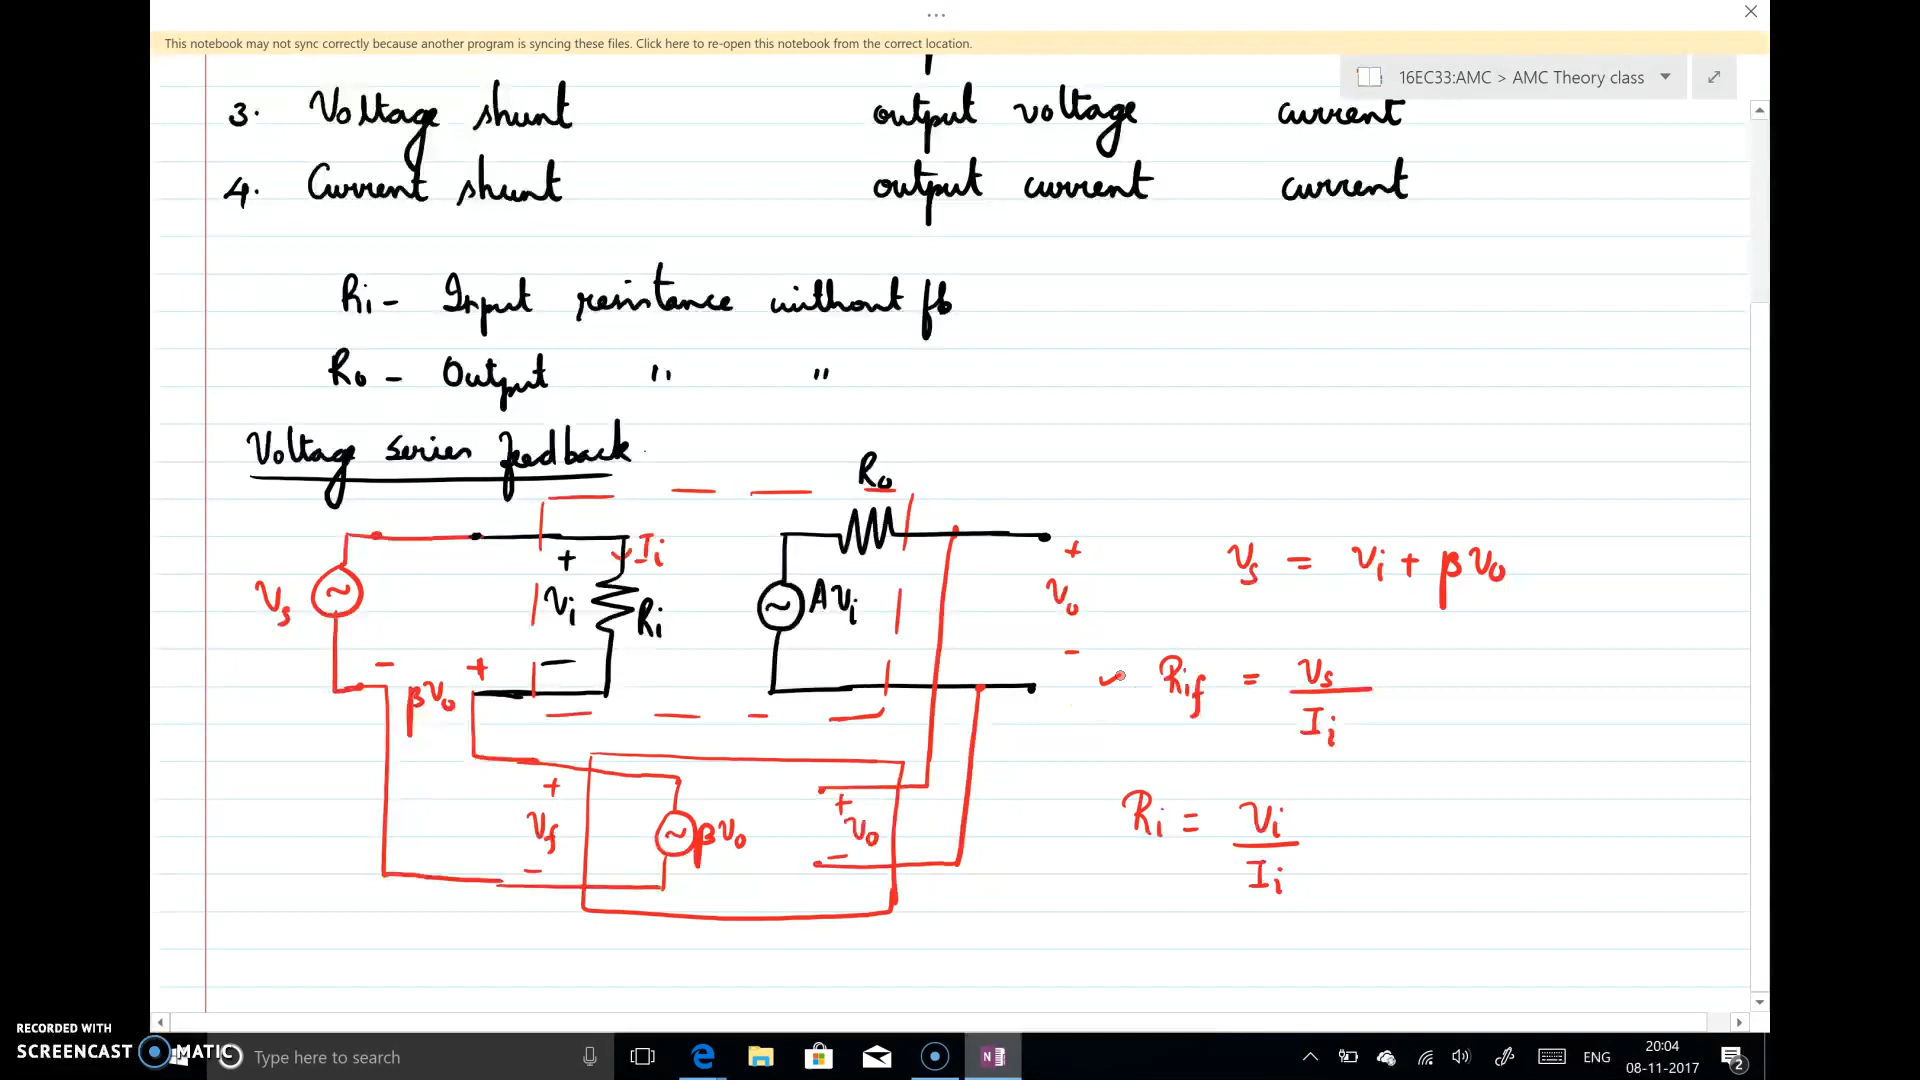 ...
This notebook may not sync correctly because another program is syncing these files. Click here to re-open this notebook from the correct location.
16EC33:AMC > AMC Theory class
3. Voltage shunt output voltage current
4. Current shunt output current current
Ri - Input resistance without fb
Ro - Output " "
Voltage series feedback
Ro
+ Ii +
Vs Vi Ri AVi Vo
- + - -
βVo
Vs = Vi + βVo
Rif = Vs / Ii
+ +
Vf βVo Vo
- -
Ri = Vi / Ii
RECORDED WITH
SCREENCAST MATIC
Type here to search
ENG
20:04
08-11-2017
2